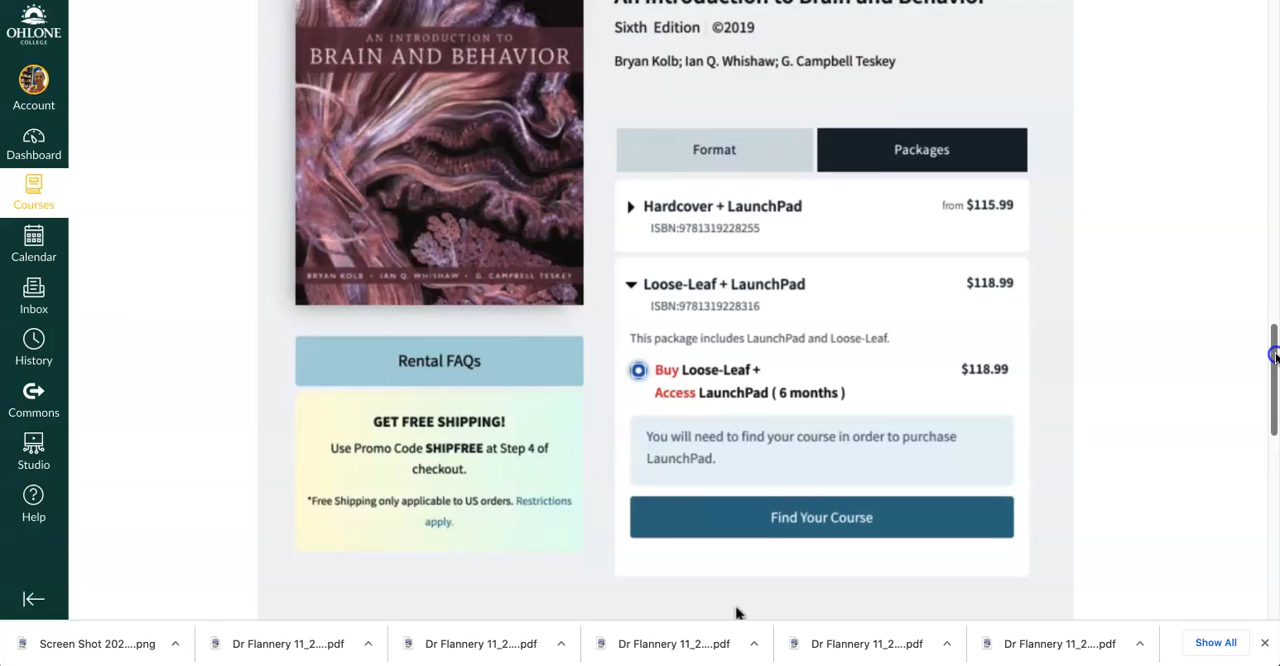 OHLONE
COLLEGE
Account
Dashboard
Courses
Calendar
Inbox
History
Commons
Studio
Help
AN INTRODUCTION TO
BRAIN AND BEHAVIOR
BRYAN KOLB • IAN Q. WHISHAW • G. CAMPBELL TESKEY
Rental FAQs
GET FREE SHIPPING!
Use Promo Code SHIPFREE at Step 4 of
checkout.
*Free Shipping only applicable to US orders. Restrictions
apply.
An Introduction to Brain and Behavior
Sixth Edition | ©2019
Bryan Kolb; Ian Q. Whishaw; G. Campbell Teskey
Format
Packages
Hardcover + LaunchPad from $115.99
ISBN:9781319228255
Loose-Leaf + LaunchPad $118.99
ISBN:9781319228316
This package includes LaunchPad and Loose-Leaf.
Buy Loose-Leaf + $118.99
Access LaunchPad ( 6 months )
You will need to find your course in order to purchase
LaunchPad.
Find Your Course
Screen Shot 202....png
Dr Flannery 11_2....pdf
Dr Flannery 11_2....pdf
Dr Flannery 11_2....pdf
Dr Flannery 11_2....pdf
Dr Flannery 11_2....pdf
Show All